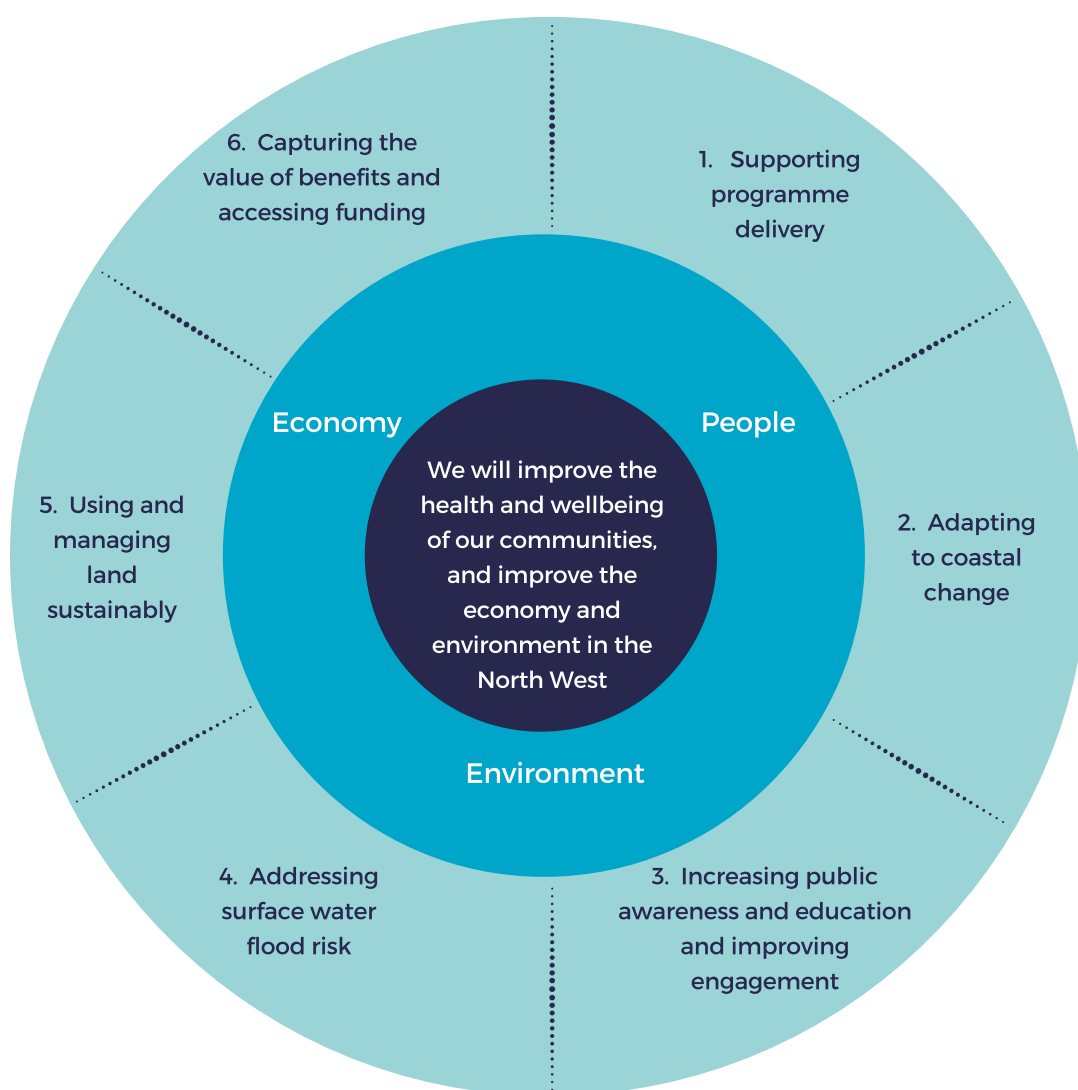 6. Capturing the
value of benefits and
accessing funding
1. Supporting
programme
delivery
Economy
People
We will improve the
health and wellbeing
of our communities,
and improve the
economy and
environment in the
North West
5. Using and
managing
land
sustainably
2. Adapting
to coastal
change
Environment
4. Addressing
surface water
flood risk
3. Increasing public
awareness and education
and improving
engagement